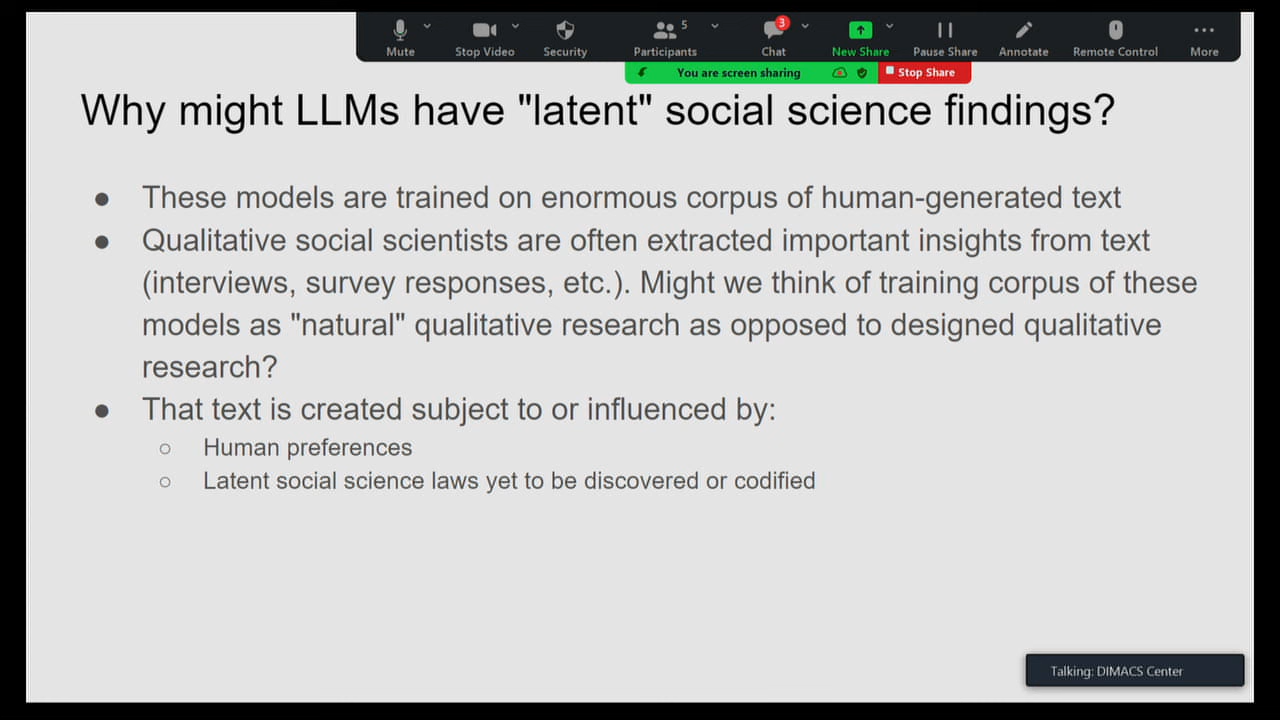 Mute
Stop Video
Security
Participants
5
Chat
3
New Share
Pause Share
Annotate
Remote Control
More
You are screen sharing
Stop Share
Why might LLMs have "latent" social science findings?
● These models are trained on enormous corpus of human-generated text
● Qualitative social scientists are often extracted important insights from text
(interviews, survey responses, etc.). Might we think of training corpus of these
models as "natural" qualitative research as opposed to designed qualitative
research?
● That text is created subject to or influenced by:
○ Human preferences
○ Latent social science laws yet to be discovered or codified
Talking: DIMACS Center